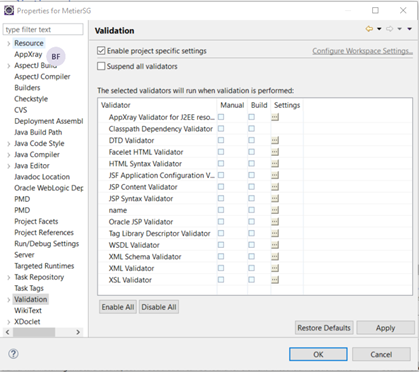 Properties for MetierSG
type filter text
Validation
Resource
AppXray
BF
AspectJ Build
AspectJ Compiler
Builders
Checkstyle
CVS
Deployment Assembl
Java Build Path
Java Code Style
Java Compiler
Java Editor
Javadoc Location
Oracle WebLogic Dep
PMD
PMD
Project Facets
Project References
Run/Debug Settings
Server
Targeted Runtimes
Task Repository
Task Tags
Validation
WikiText
XDoclet
Enable project specific settings
Configure Workspace Settings...
Suspend all validators
The selected validators will run when validation is performed:
Validator Manual Build Settings
AppXray Validator for J2EE reso... ...
Classpath Dependency Validator
DTD Validator ...
Facelet HTML Validator ...
HTML Syntax Validator ...
JSF Application Configuration V... ...
JSP Content Validator ...
JSP Syntax Validator ...
name ...
Oracle JSP Validator ...
Tag Library Descriptor Validator ...
WSDL Validator ...
XML Schema Validator ...
XML Validator ...
XSL Validator ...
Enable All Disable All
Restore Defaults Apply
? OK Cancel